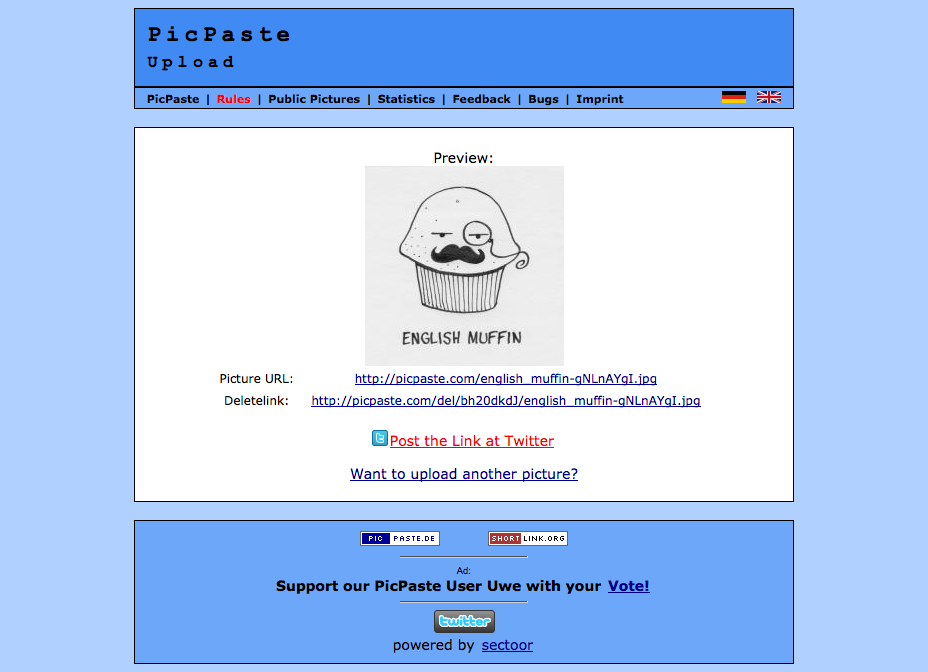 PicPaste
Upload
PicPaste | Rules | Public Pictures | Statistics | Feedback | Bugs | Imprint
Preview:
ENGLISH MUFFIN
Picture URL: http://picpaste.com/english_muffin-gNLnAYgI.jpg
Deletelink: http://picpaste.com/del/bh20dkdJ/english_muffin-gNLnAYgI.jpg
Post the Link at Twitter
Want to upload another picture?
PIC PASTE.DE SHORT LINK.ORG
Ad:
Support our PicPaste User Uwe with your Vote!
twitter
powered by sectoor